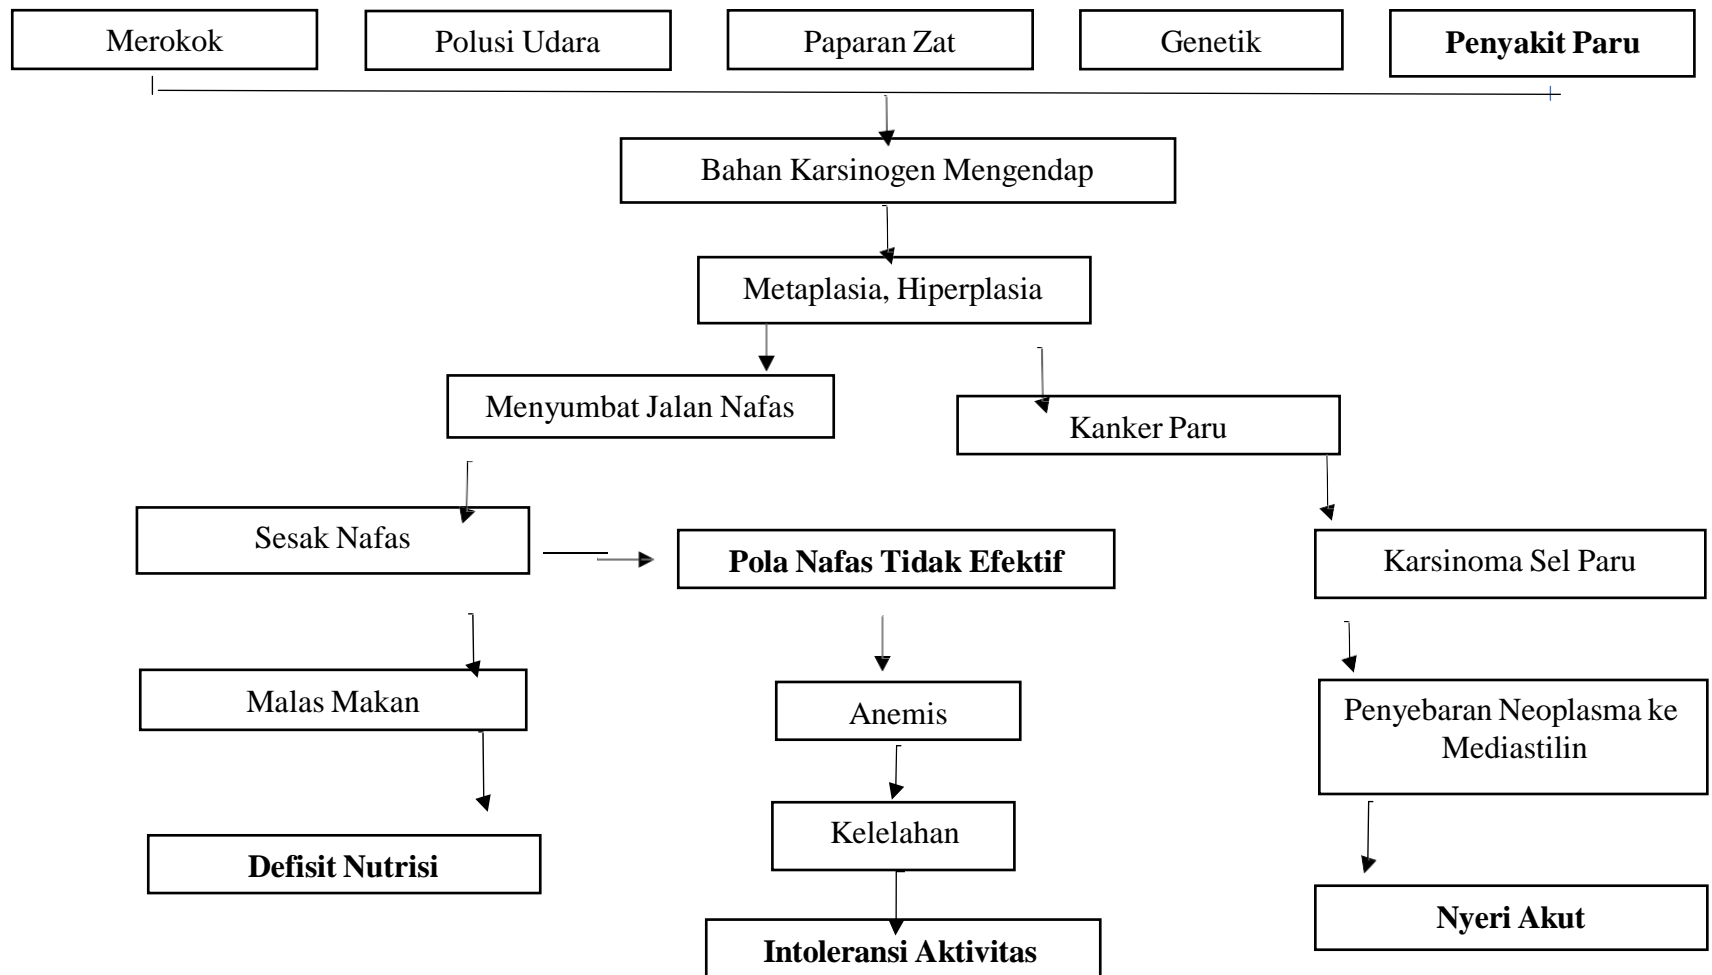 Merokok
Polusi Udara
Paparan Zat
Genetik
Penyakit Paru
Bahan Karsinogen Mengendap
Metaplasia, Hiperplasia
Menyumbat Jalan Nafas
Kanker Paru
Sesak Nafas
Pola Nafas Tidak Efektif
Karsinoma Sel Paru
Malas Makan
Anemis
Penyebaran Neoplasma ke
Mediastilin
Kelelahan
Defisit Nutrisi
Nyeri Akut
Intoleransi Aktivitas